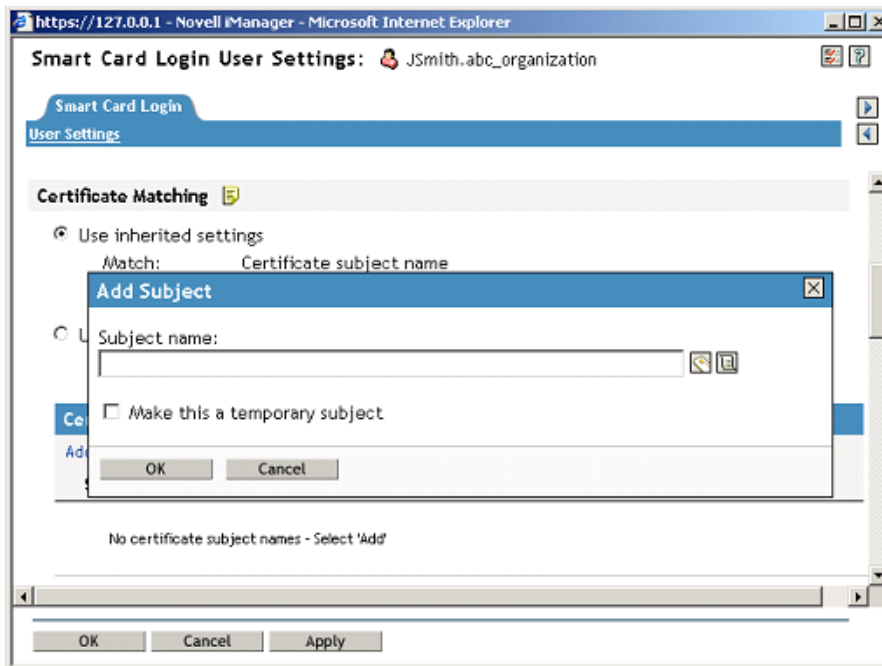 https://127.0.0.1 - Novell iManager - Microsoft Internet Explorer
Smart Card Login User Settings: JSmith.abc_organization
Smart Card Login
User Settings
Certificate Matching
Use inherited settings
Match: Certificate subject name
Add Subject
Subject name:
Make this a temporary subject
OK Cancel
No certificate subject names - Select 'Add'
OK Cancel Apply